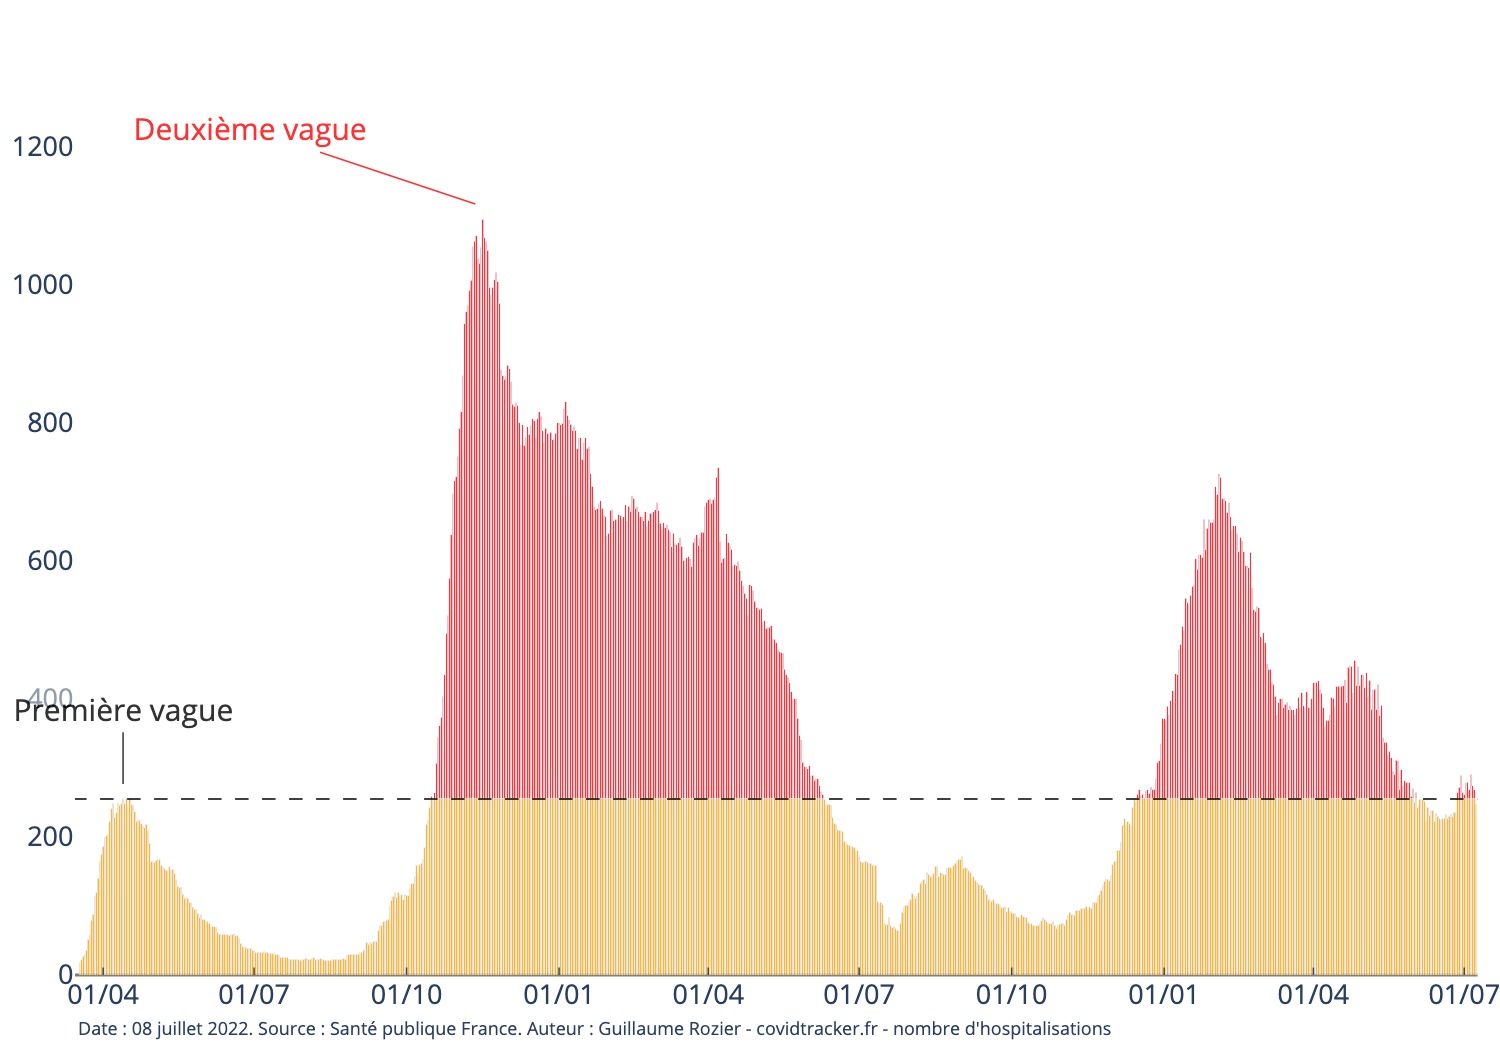 Deuxième vague
1200
1000
800
600
400
Première vague
200
0
01/04 01/07 01/10 01/01 01/04 01/07 01/10 01/01 01/04 01/07
Date : 08 juillet 2022. Source : Santé publique France. Auteur : Guillaume Rozier - covidtracker.fr - nombre d'hospitalisations